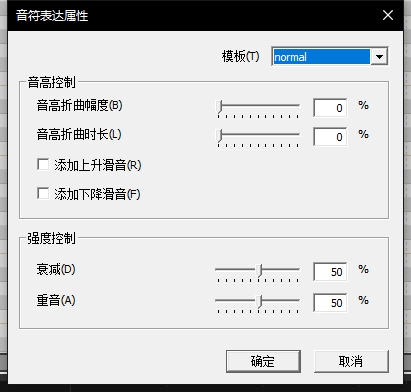 音符表达属性
模板(T) normal
音高控制
音高折曲幅度(B) 0 %
音高折曲时长(L) 0 %
添加上升滑音(R)
添加下降滑音(F)
强度控制
衰减(D) 50 %
重音(A) 50 %
确定 取消